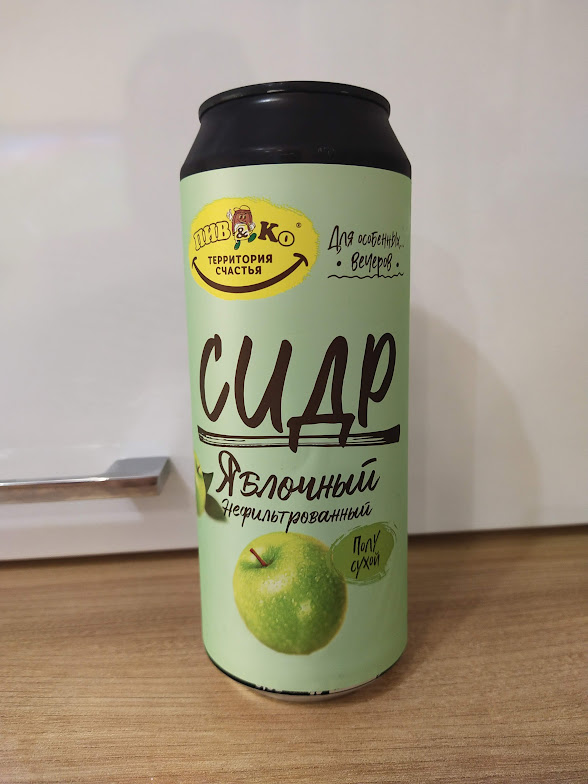 ПИВ&Ко®
ТЕРРИТОРИЯ
СЧАСТЬЯ
Для особенных...
• вечеров •
СИДР
Яблочный
Нефильтрованный
Полу
сухой